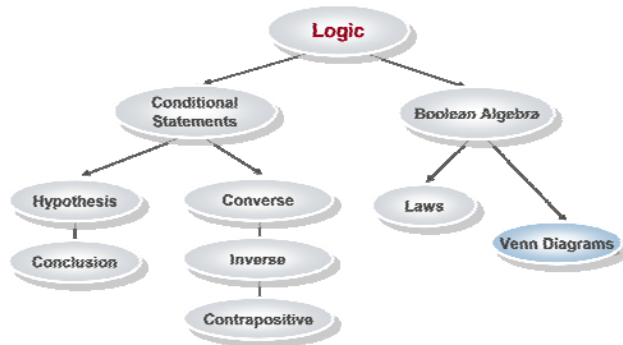 Logic
Conditional
Statements
Boolean Algebra
Hypothesis
Converse
Laws
Conclusion
Inverse
Venn Diagrams
Contrapositive